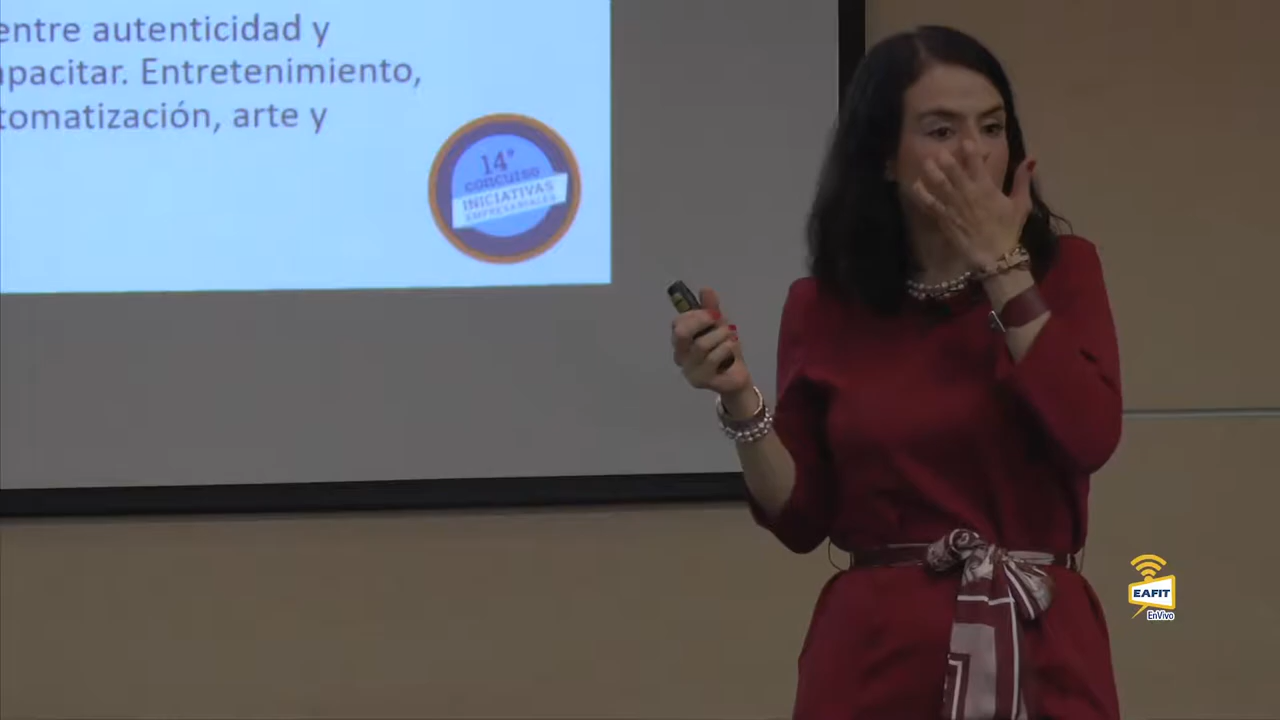 entre autenticidad y
apacitar. Entretenimiento,
tomatización, arte y
14°
concurso
INICIATIVAS
EMPRESARIALES
EAFIT
EnVivo